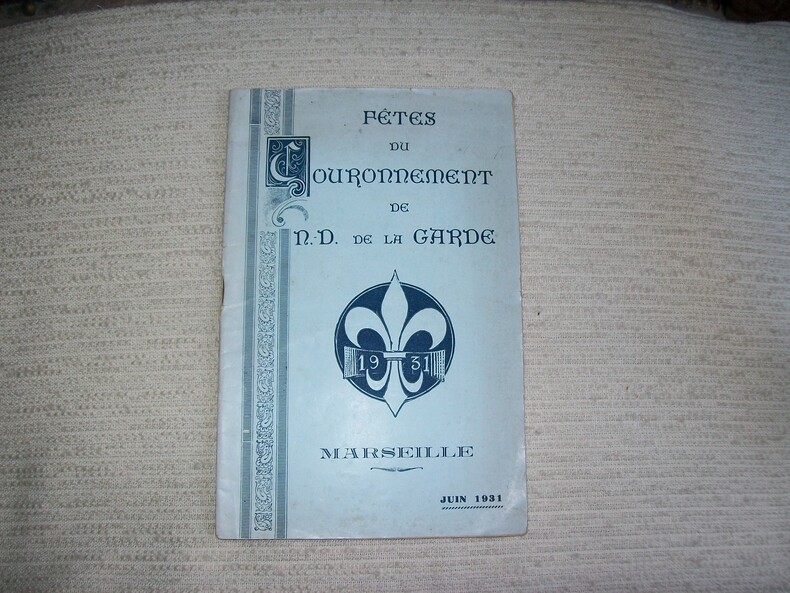 FÊTES
DU
COURONNEMENT
DE
N.-D. DE LA GARDE
1931
MARSEILLE
JUIN 1931